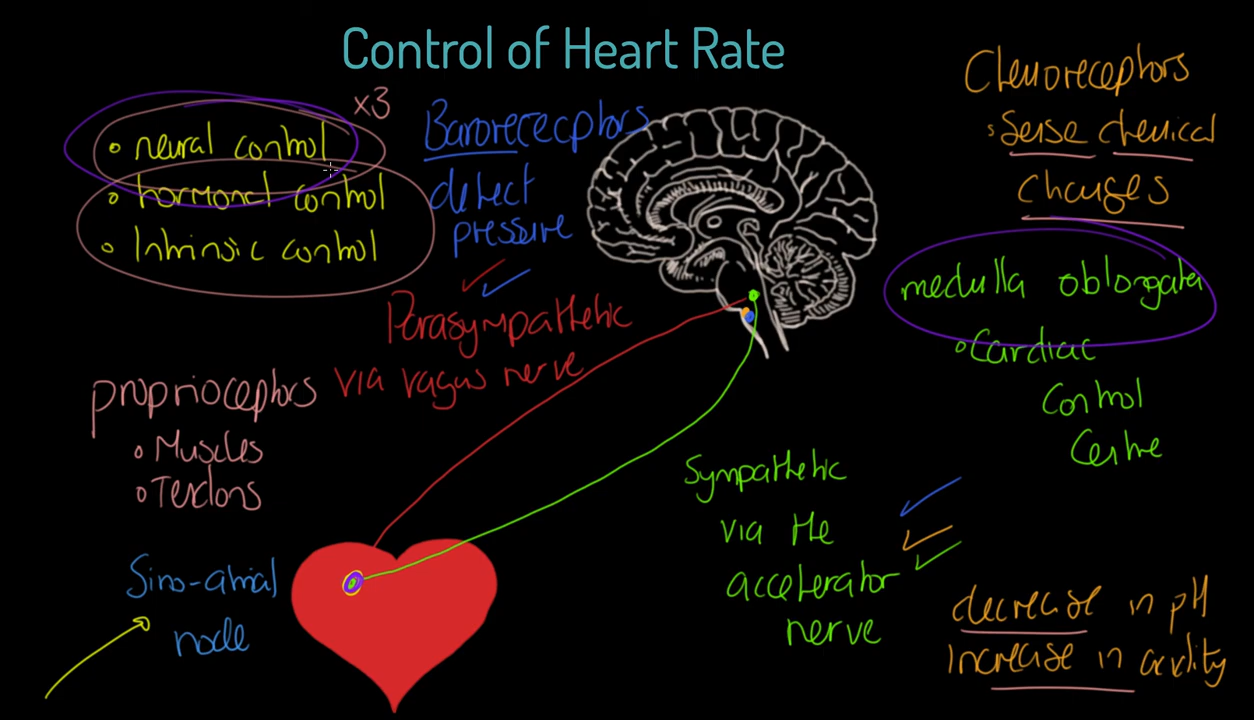 Control of Heart Rate
x3
• neural control
• hormonal control
• Intrinsic control
Barorececptors
detect
pressure
Chemoreceptors
• Sense chemical
changes
medulla oblongata
• Cardiac
Control
Centre
Parasympathetic
via vagus nerve
proprioceptors
• Muscles
• Tendons
Sympathetic
via the
accelerator
nerve
Sino-atrial
node
decrease in pH
Increase in acidity